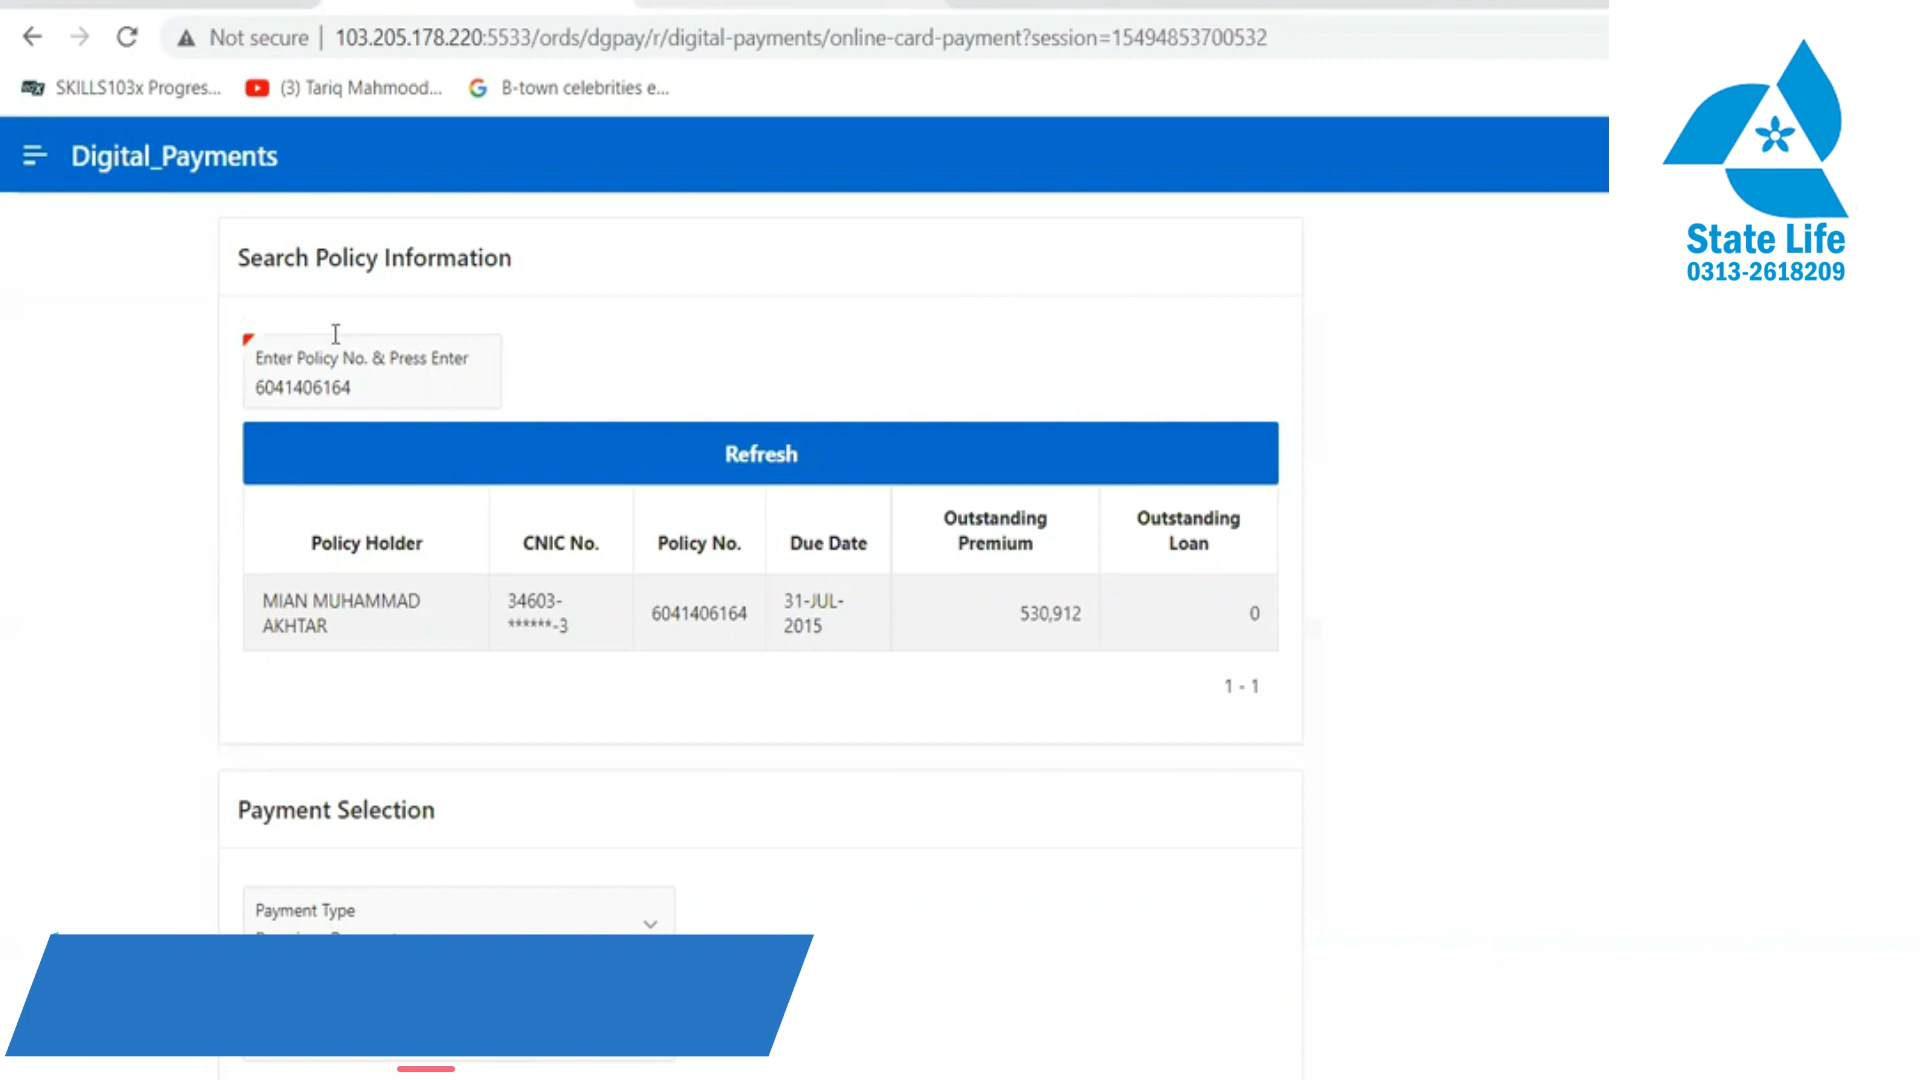 Not secure | 103.205.178.220:5533/ords/dgpay/r/digital-payments/online-card-payment?session=15494853700532
SKILLS103x Progres... (3) Tariq Mahmood... B-town celebrities e...
Digital_Payments
State Life
0313-2618209
Search Policy Information
Enter Policy No. & Press Enter
6041406164
Refresh
Policy Holder CNIC No. Policy No. Due Date Outstanding Premium Outstanding Loan
MIAN MUHAMMAD AKHTAR 34603-******-3 6041406164 31-JUL-2015 530,912 0
1 - 1
Payment Selection
Payment Type